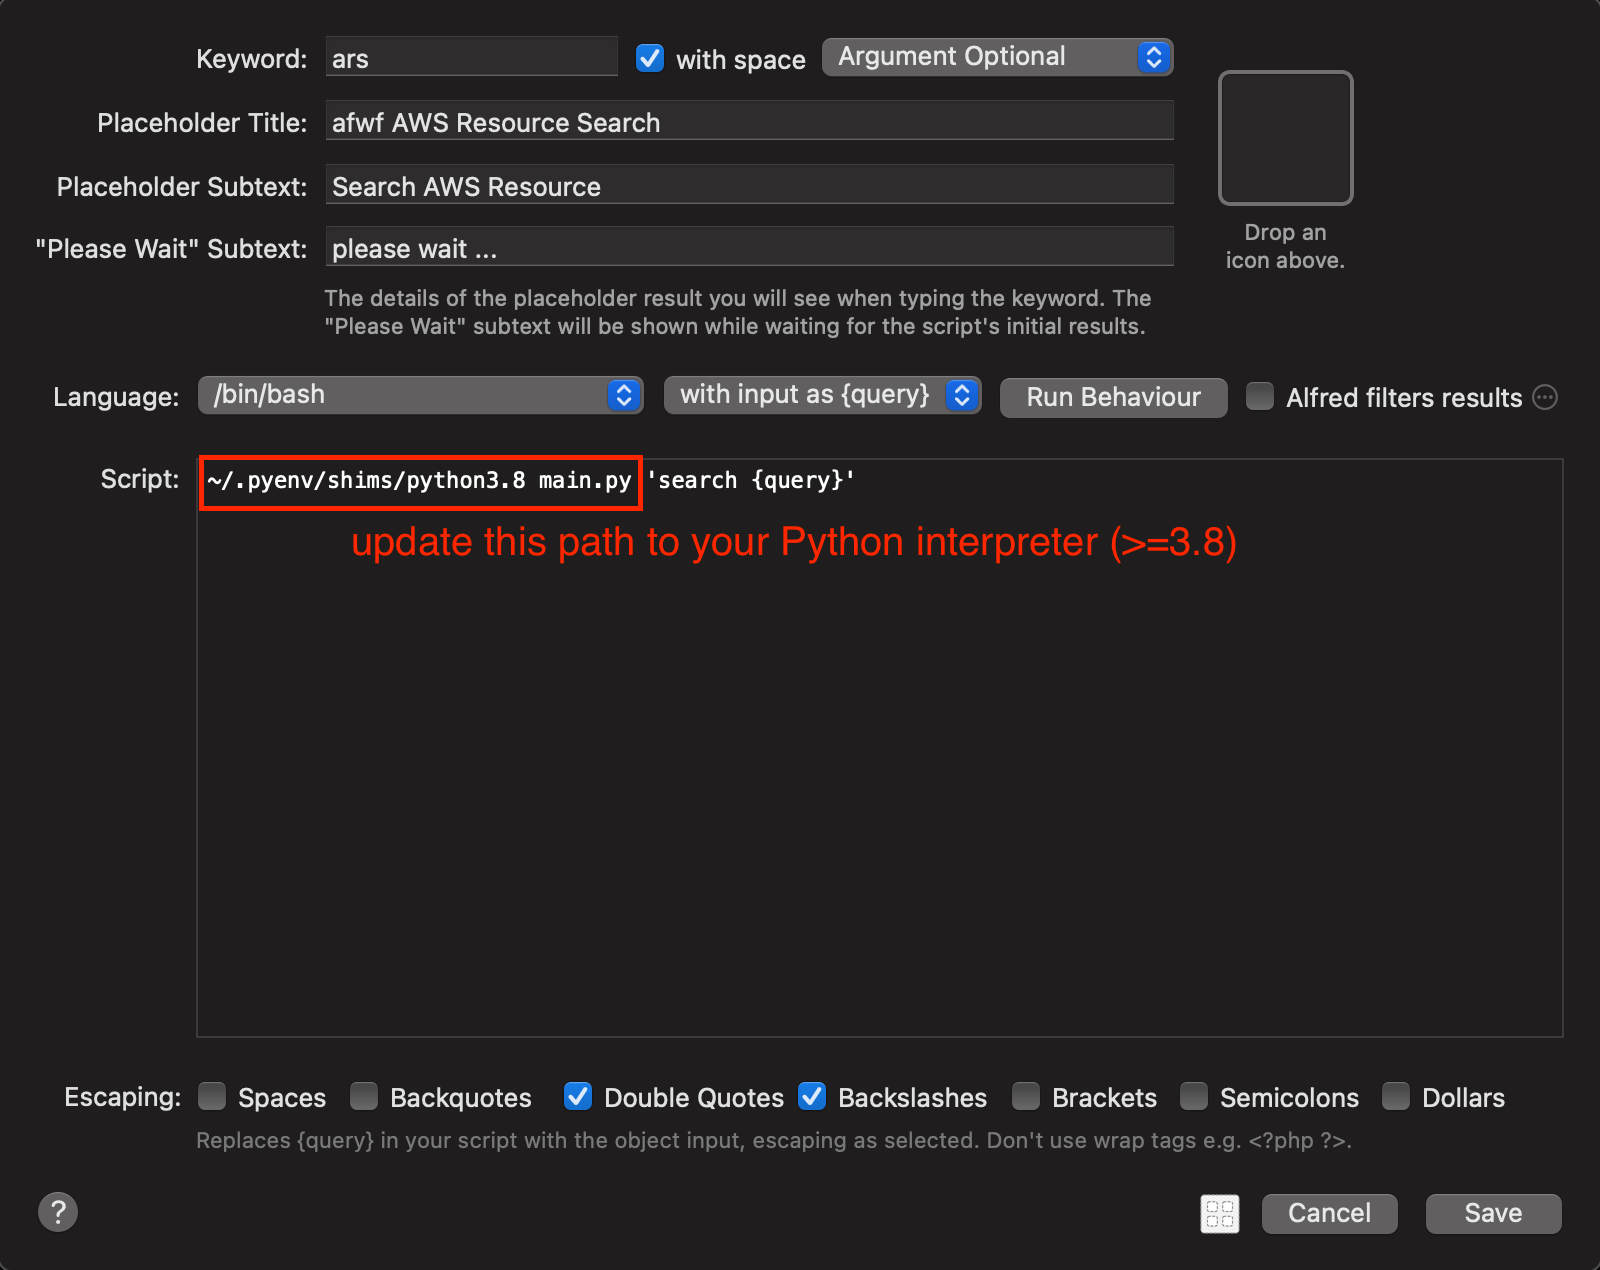 Keyword: ars with space Argument Optional
Placeholder Title: afwf AWS Resource Search
Placeholder Subtext: Search AWS Resource
"Please Wait" Subtext: please wait ...
Drop an
icon above.
The details of the placeholder result you will see when typing the keyword. The
"Please Wait" subtext will be shown while waiting for the script's initial results.
Language: /bin/bash with input as {query} Run Behaviour Alfred filters results
Script: ~/.pyenv/shims/python3.8 main.py 'search {query}'
update this path to your Python interpreter (>=3.8)
Escaping: Spaces Backquotes Double Quotes Backslashes Brackets Semicolons Dollars
Replaces {query} in your script with the object input, escaping as selected. Don't use wrap tags e.g. <?php ?>.
? Cancel Save